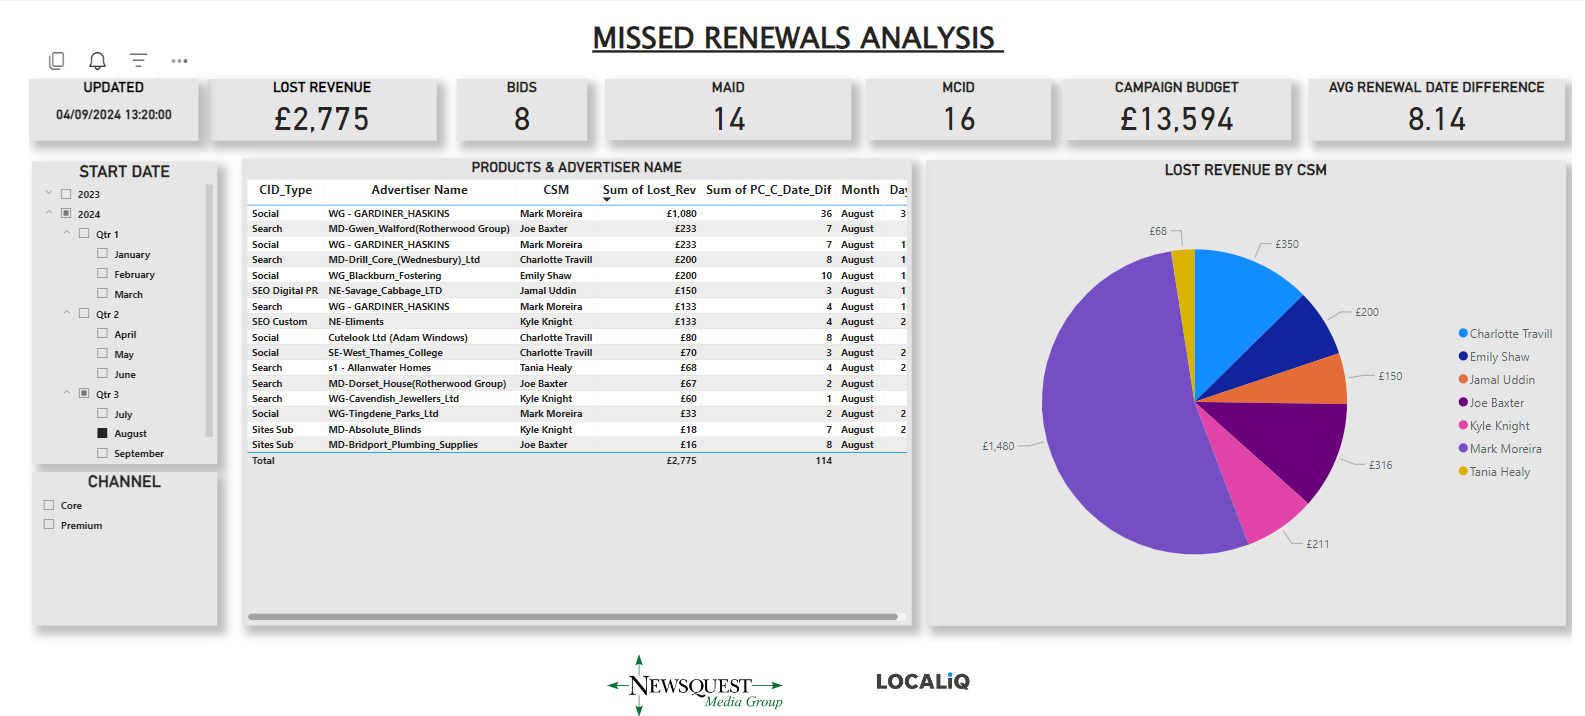 MISSED RENEWALS ANALYSIS
UPDATED
04/09/2024 13:20:00
LOST REVENUE
£2,775
BIDS
8
MAID
14
MCID
16
CAMPAIGN BUDGET
£13,594
AVG RENEWAL DATE DIFFERENCE
8.14
START DATE
2023
2024
Qtr 1
January
February
March
Qtr 2
April
May
June
Qtr 3
July
August
September
CHANNEL
Core
Premium
PRODUCTS & ADVERTISER NAME
CID_Type Advertiser Name CSM Sum of Lost_Rev Sum of PC_C_Date_Dif Month Day
Social WG - GARDINER_HASKINS Mark Moreira £1,080 36 August 3
Search MD-Gwen_Walford(Rotherwood Group) Joe Baxter £233 7 August
Social WG - GARDINER_HASKINS Mark Moreira £233 7 August 1
Search MD-Drill_Core_(Wednesbury)_Ltd Charlotte Travill £200 8 August 1
Social WG_Blackburn_Fostering Emily Shaw £200 10 August 1
SEO Digital PR NE-Savage_Cabbage_LTD Jamal Uddin £150 3 August 1
Search WG - GARDINER_HASKINS Mark Moreira £133 4 August 1
SEO Custom NE-Eliments Kyle Knight £133 4 August 2
Social Cutelook Ltd (Adam Windows) Charlotte Travill £80 8 August
Social SE-West_Thames_College Charlotte Travill £70 3 August 2
Search s1 - Allanwater Homes Tania Healy £68 4 August 2
Search MD-Dorset_House(Rotherwood Group) Joe Baxter £67 2 August
Search WG-Cavendish_Jewellers_Ltd Kyle Knight £60 1 August
Social WG-Tingdene_Parks_Ltd Mark Moreira £33 2 August 2
Sites Sub MD-Absolute_Blinds Kyle Knight £18 7 August 2
Sites Sub MD-Bridport_Plumbing_Supplies Joe Baxter £16 8 August
Total £2,775 114
LOST REVENUE BY CSM
£68
£350
£200
£150
£316
£211
£1,480
Charlotte Travill
Emily Shaw
Jamal Uddin
Joe Baxter
Kyle Knight
Mark Moreira
Tania Healy
NEWSQUEST
Media Group
LOCALiQ